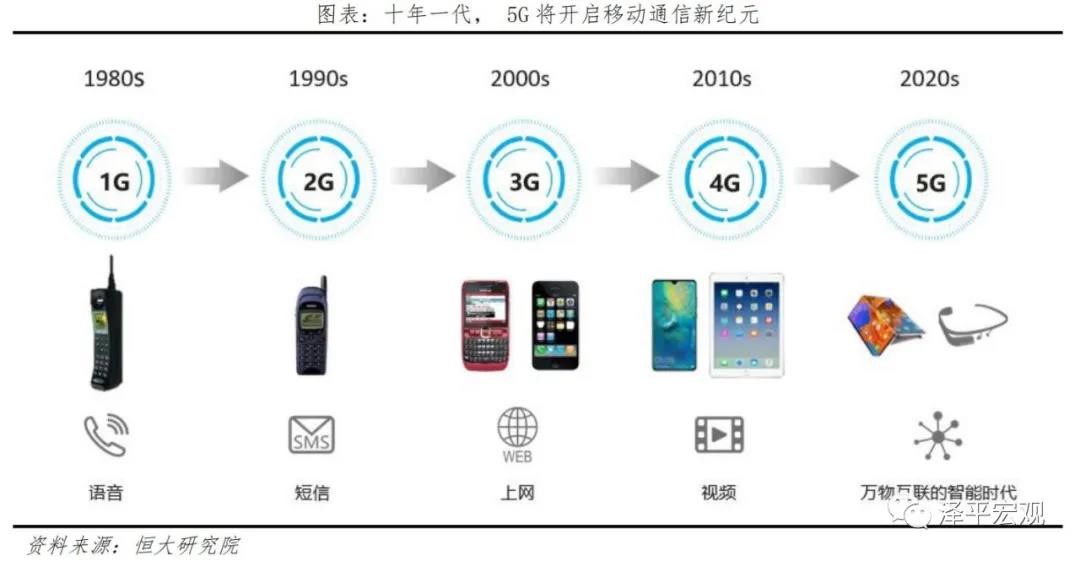 图表：十年一代， 5G将开启移动通信新纪元
1980s 1990s 2000s 2010s 2020s
1G 2G 3G 4G 5G
SMS WEB
语音 短信 上网 视频 万物互联的智能时代
泽平宏观
资料来源：恒大研究院